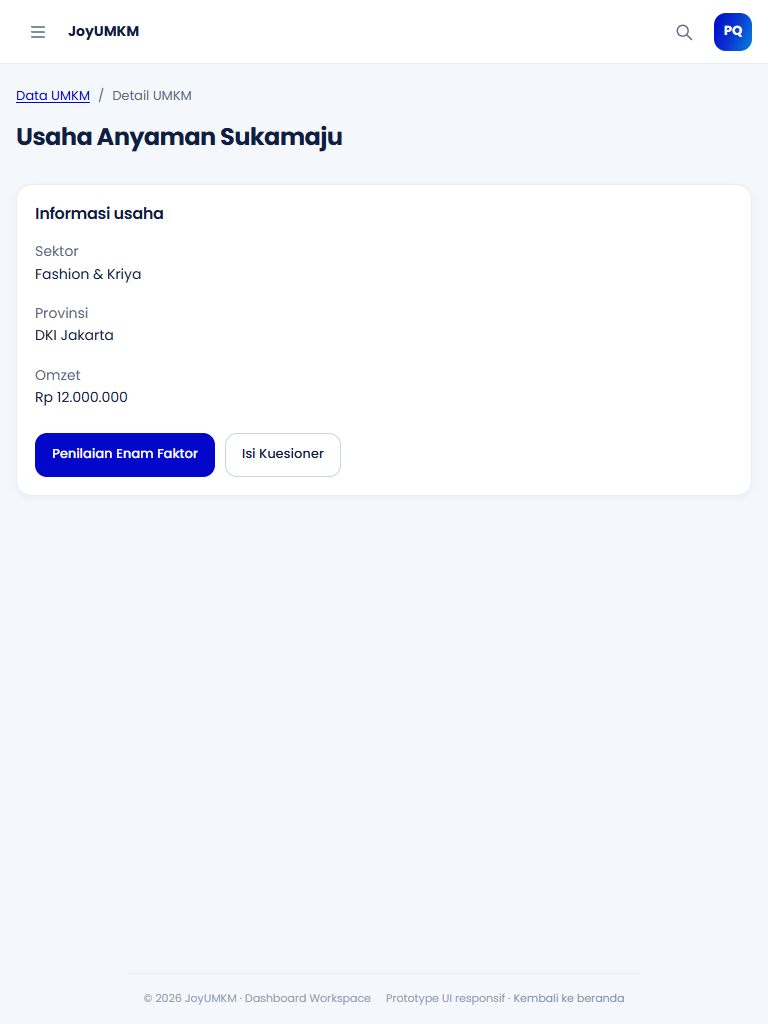 JoyUMKM
PQ
Data UMKM / Detail UMKM
Usaha Anyaman Sukamaju
Informasi usaha
Sektor
Fashion & Kriya
Provinsi
DKI Jakarta
Omzet
Rp 12.000.000
Penilaian Enam Faktor
Isi Kuesioner
© 2026 JoyUMKM · Dashboard Workspace Prototype UI responsif · Kembali ke beranda